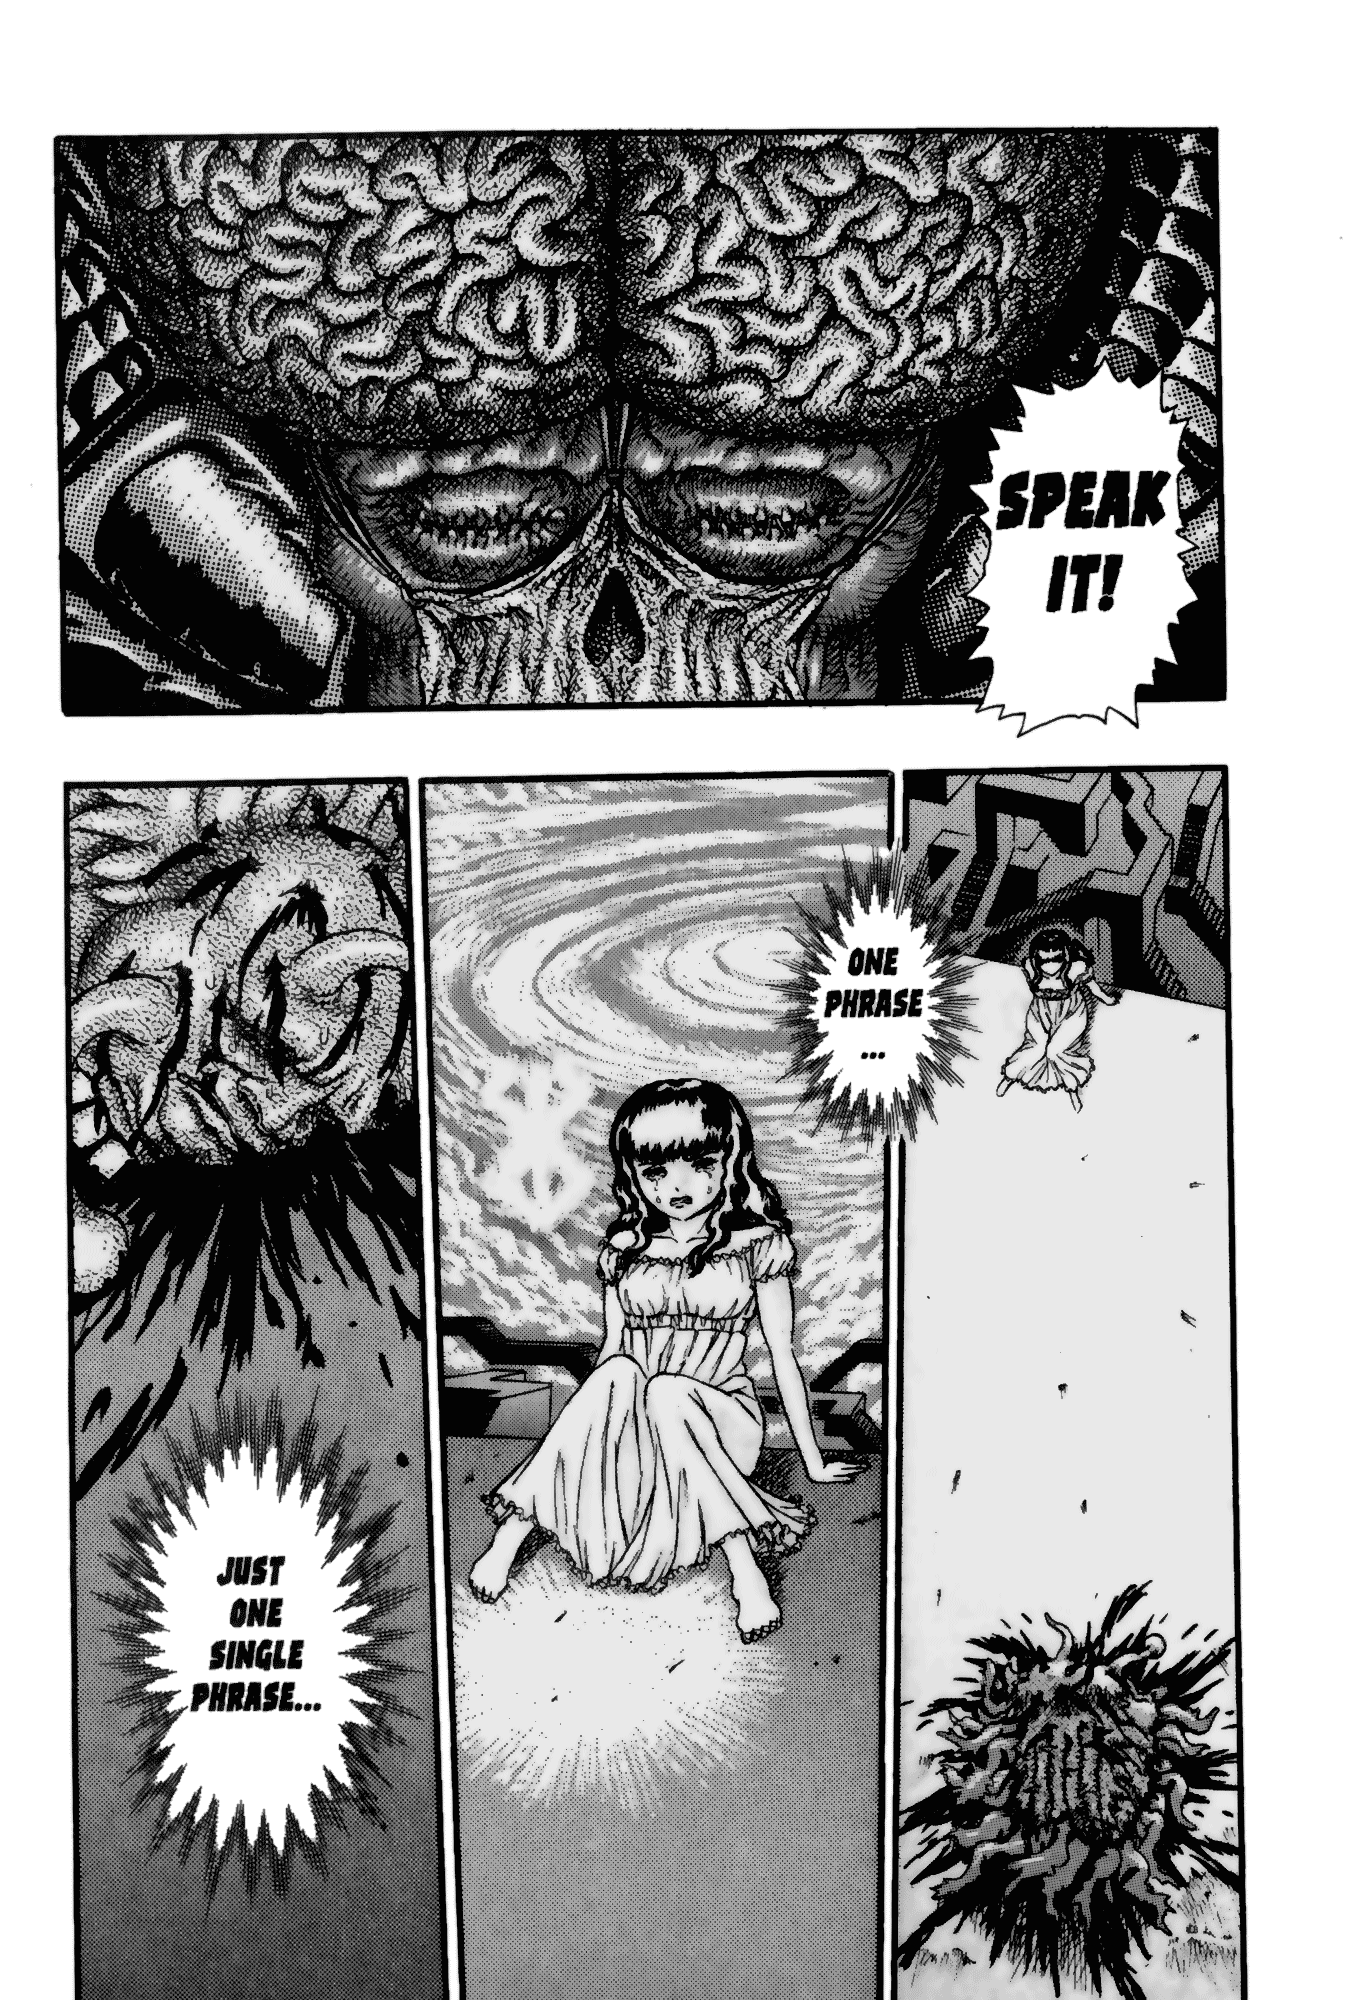 SPEAK
IT!
ONE
PHRASE
...
JUST
ONE
SINGLE
PHRASE...